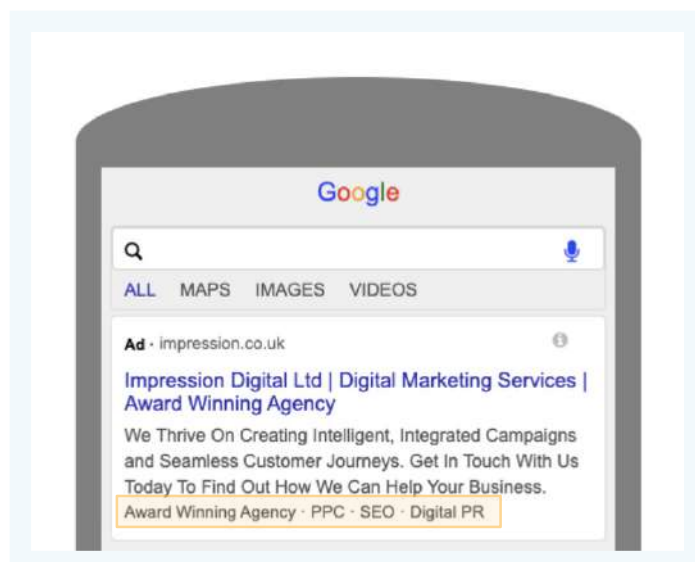 Google
ALL MAPS IMAGES VIDEOS
Ad · impression.co.uk
Impression Digital Ltd | Digital Marketing Services |
Award Winning Agency
We Thrive On Creating Intelligent, Integrated Campaigns
and Seamless Customer Journeys. Get In Touch With Us
Today To Find Out How We Can Help Your Business.
Award Winning Agency · PPC · SEO · Digital PR